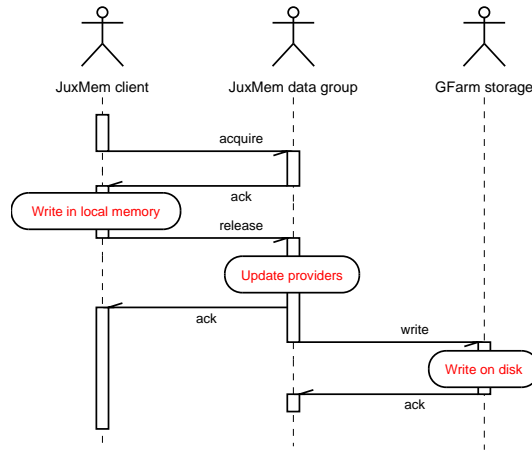 JuxMem client
JuxMem data group
GFarm storage
acquire
ack
Write in local memory
release
Update providers
ack
write
Write on disk
ack